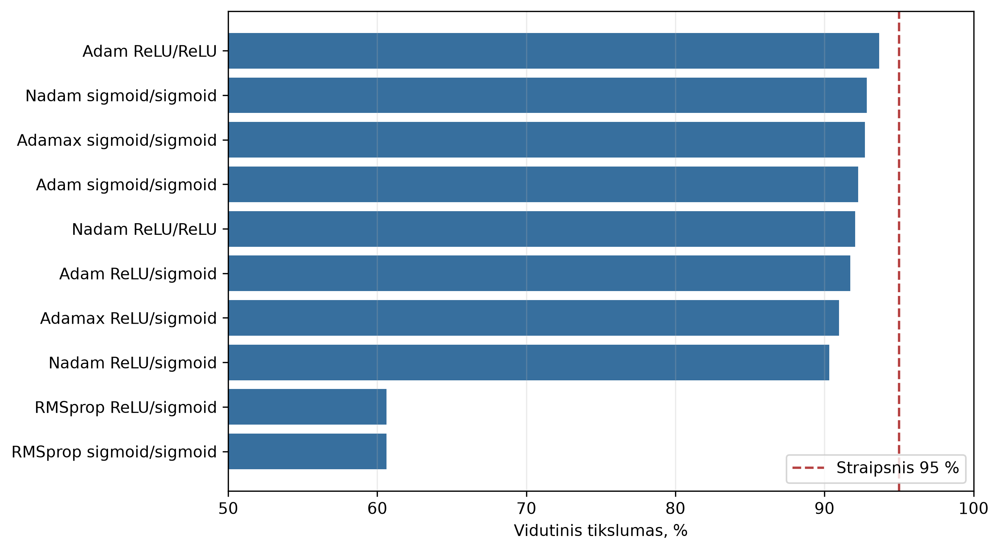 Adam ReLU/ReLU
Nadam sigmoid/sigmoid
Adamax sigmoid/sigmoid
Adam sigmoid/sigmoid
Nadam ReLU/ReLU
Adam ReLU/sigmoid
Adamax ReLU/sigmoid
Nadam ReLU/sigmoid
RMSprop ReLU/sigmoid
RMSprop sigmoid/sigmoid
Straipsnis 95 %
50 60 70 80 90 100
Vidutinis tikslumas, %